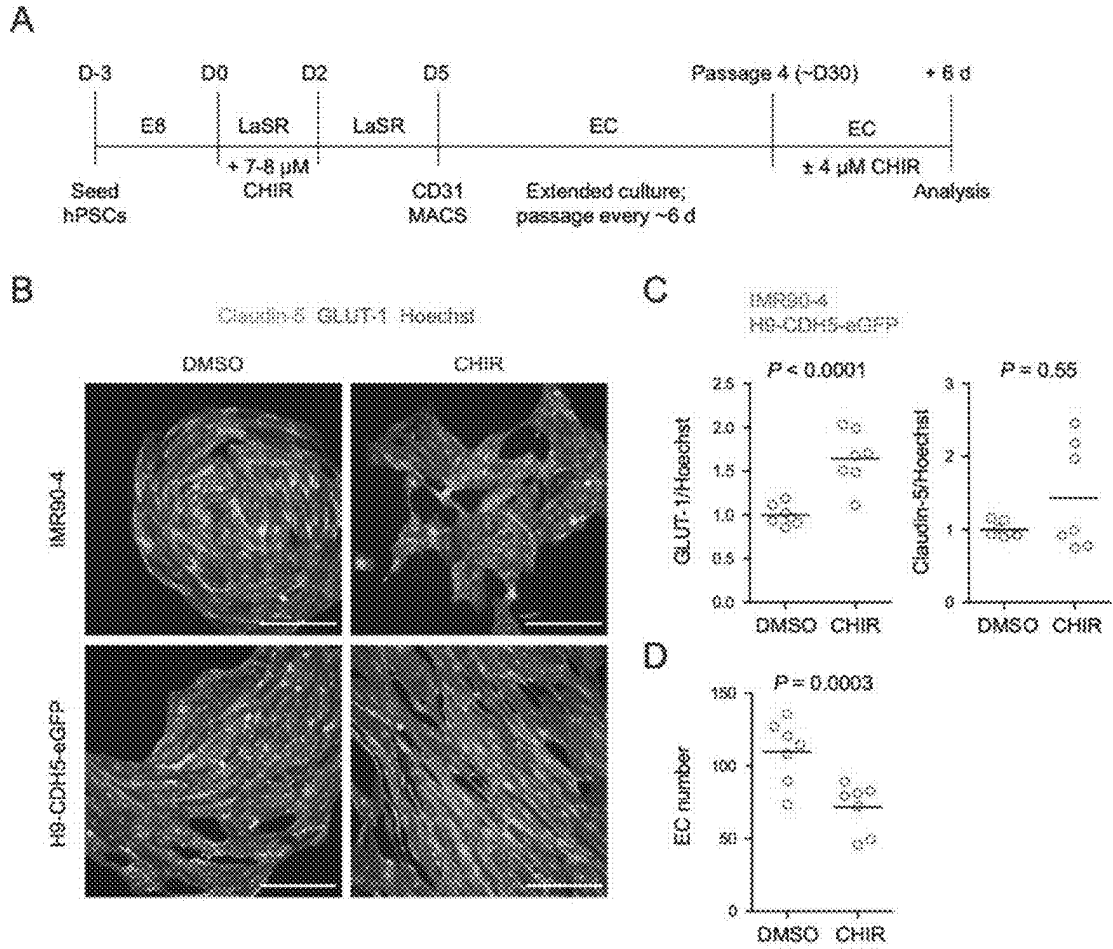 A
D-3 D0 D2 D5 Passage 4 (~D30) + 6 d
E8 LaSR LaSR EC EC
+ 7-8 µM CHIR
± 4 µM CHIR
Seed hPSCs
CD31 MACS
Extended culture;
passage every ~6 d
Analysis
B
Claudin-5 GLUT-1 Hoechst
DMSO CHIR
IMR90-4
H9-CDH5-eGFP
C
IMR90-4
H9-CDH5-eGFP
P < 0.0001
GLUT-1/Hoechst
2.5
2.0
1.5
1.0
0.5
0.0
DMSO CHIR
P = 0.55
Claudin-5/Hoechst
3
2
1
0
DMSO CHIR
D
P = 0.0003
EC number
150
100
50
0
DMSO CHIR